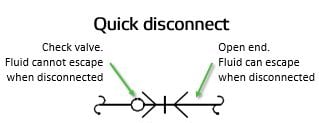 Quick disconnect
Check valve.
Fluid cannot escape
when disconnected
Open end.
Fluid can escape
when disconnected